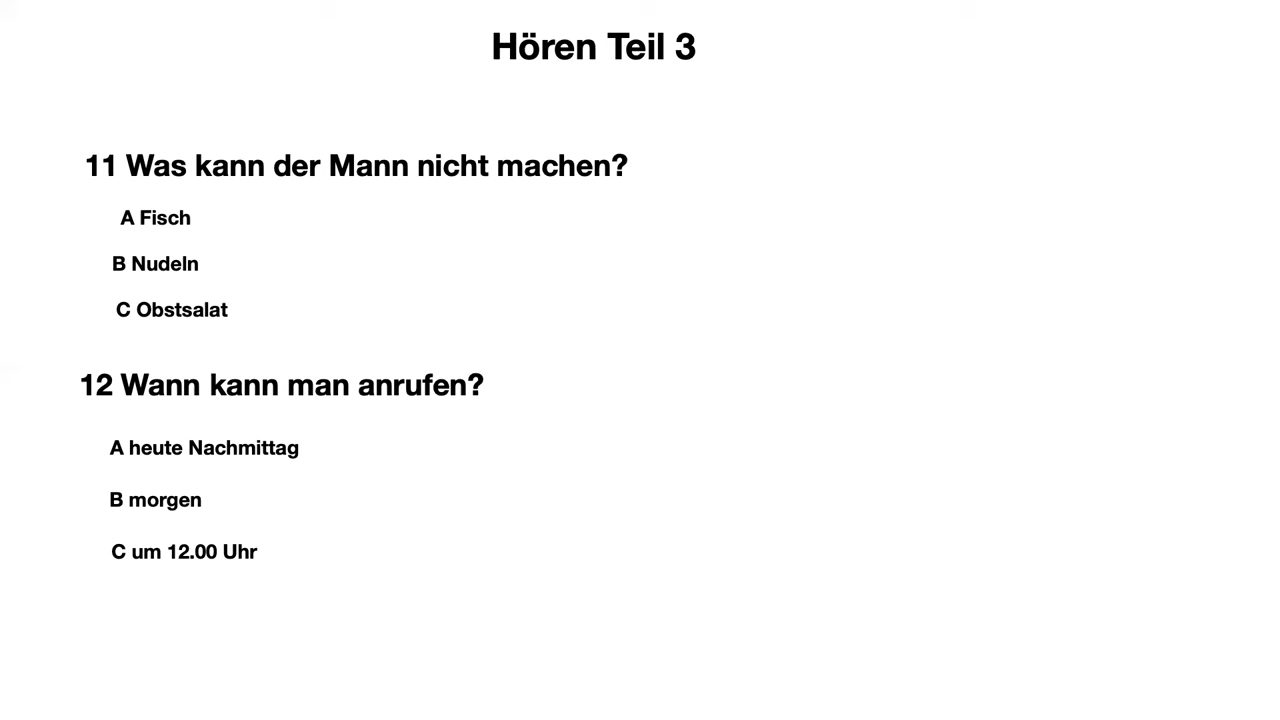 Hören Teil 3
11 Was kann der Mann nicht machen?
A Fisch
B Nudeln
C Obstsalat
12 Wann kann man anrufen?
A heute Nachmittag
B morgen
C um 12.00 Uhr